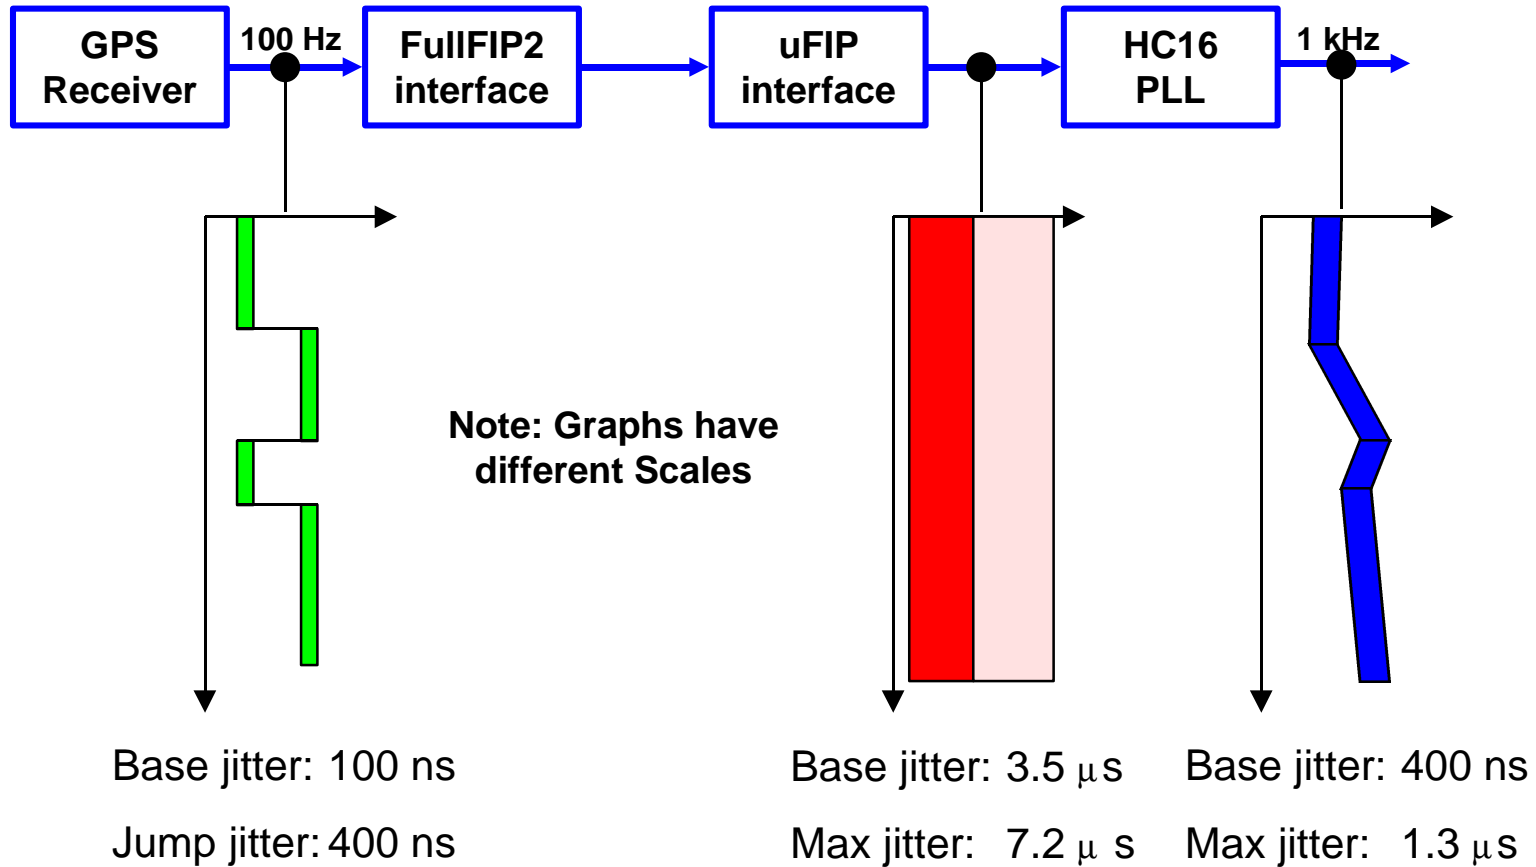 GPS
Receiver
100 Hz
FullFIP2
interface
uFIP
interface
HC16
PLL
1 kHz
Note: Graphs have
different Scales
Base jitter: 100 ns
Jump jitter: 400 ns
Base jitter: 3.5 μs
Max jitter: 7.2 μ s
Base jitter: 400 ns
Max jitter: 1.3 μs